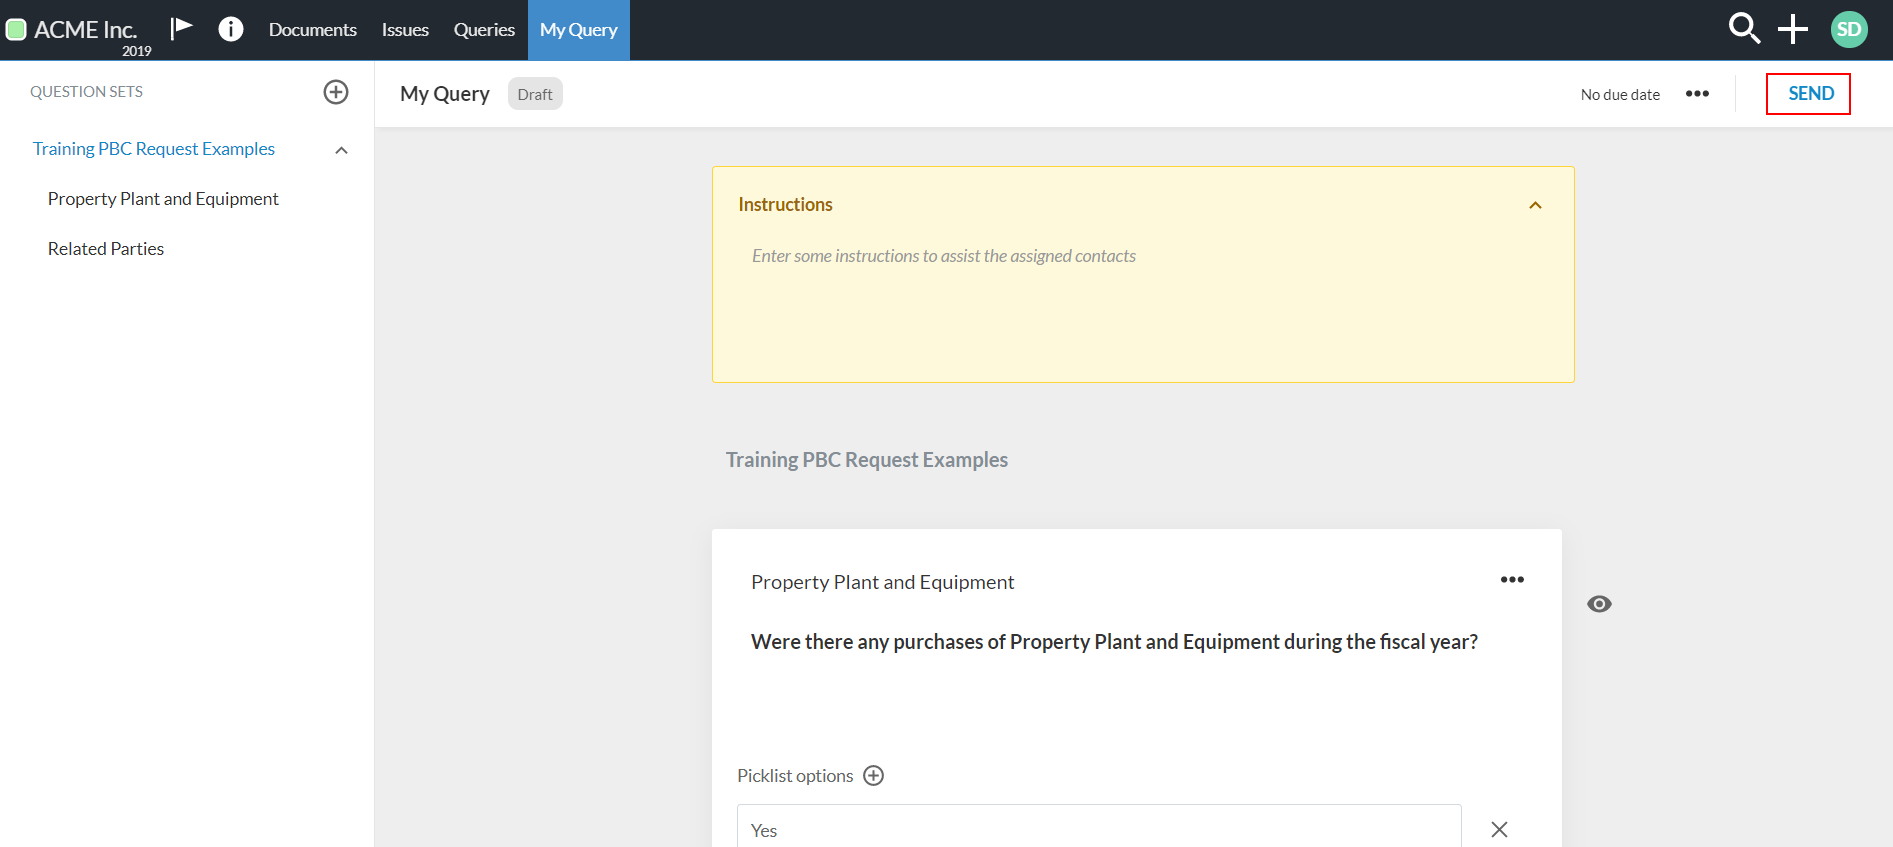 ACME Inc.
2019
Documents Issues Queries My Query
SD
QUESTION SETS
Training PBC Request Examples
Property Plant and Equipment
Related Parties
My Query Draft
No due date
SEND
Instructions
Enter some instructions to assist the assigned contacts
Training PBC Request Examples
Property Plant and Equipment
Were there any purchases of Property Plant and Equipment during the fiscal year?
Picklist options
Yes